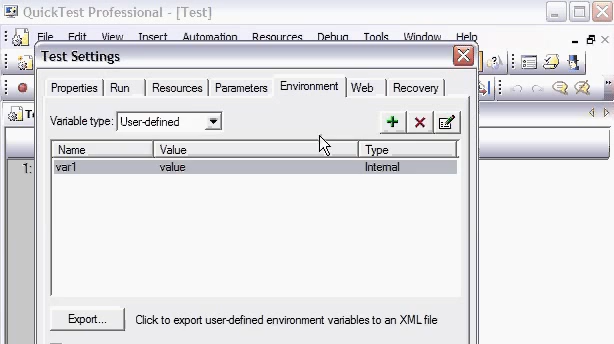 QuickTest Professional - [Test]
File Edit View Insert Automation Resources Debug Tools Window Help
Test Settings
Properties Run Resources Parameters Environment Web Recovery
Variable type: User-defined
Name Value Type
var1 value Internal
1:
Export... Click to export user-defined environment variables to an XML file